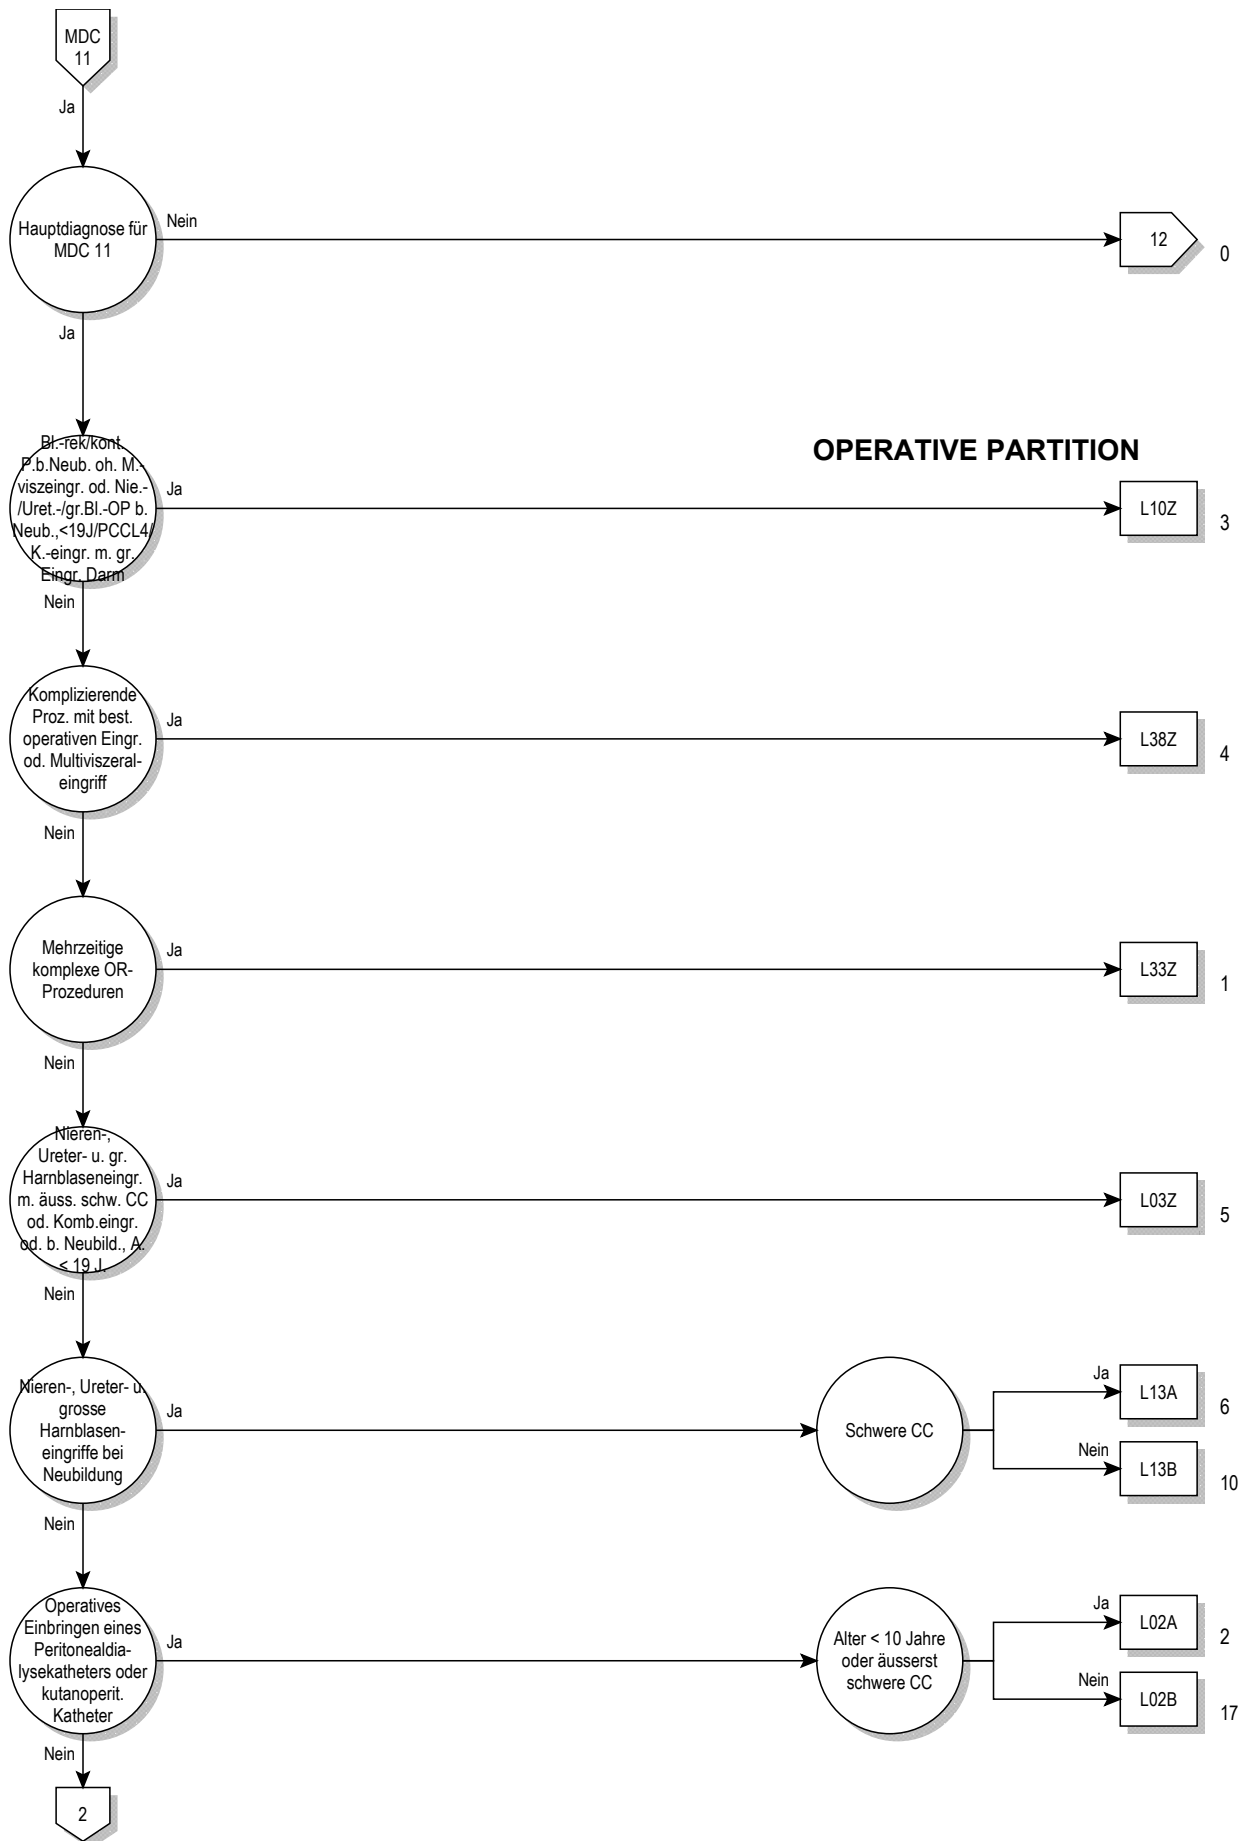 MDC
11
Ja
Hauptdiagnose für
MDC 11
Nein
12
0
Ja
OPERATIVE PARTITION
Bl.-rek/kont.
P.b.Neub. oh. M.-
viszeingr. od. Nie.-
/Uret.-/gr.Bl.-OP b.
Neub.,<19J/PCCL4/
K.-eingr. m. gr.
Eingr. Darm
Ja
L10Z
3
Nein
Komplizierende
Proz. mit best.
operativen Eingr.
od. Multiviszeral-
eingriff
Ja
L38Z
4
Nein
Mehrzeitige
komplexe OR-
Prozeduren
Ja
L33Z
1
Nein
Nieren-,
Ureter- u. gr.
Harnblaseneingr.
m. äuss. schw. CC
od. Komb.eingr.
od. b. Neubild., A.
< 19 J.
Ja
L03Z
5
Nein
Nieren-, Ureter- u.
grosse
Harnblasen-
eingriffe bei
Neubildung
Ja
Schwere CC
Ja
L13A
6
Nein
L13B
10
Nein
Operatives
Einbringen eines
Peritonealdia-
lysekatheters oder
kutanoperit.
Katheter
Ja
Alter < 10 Jahre
oder äusserst
schwere CC
Ja
L02A
2
Nein
L02B
17
Nein
2